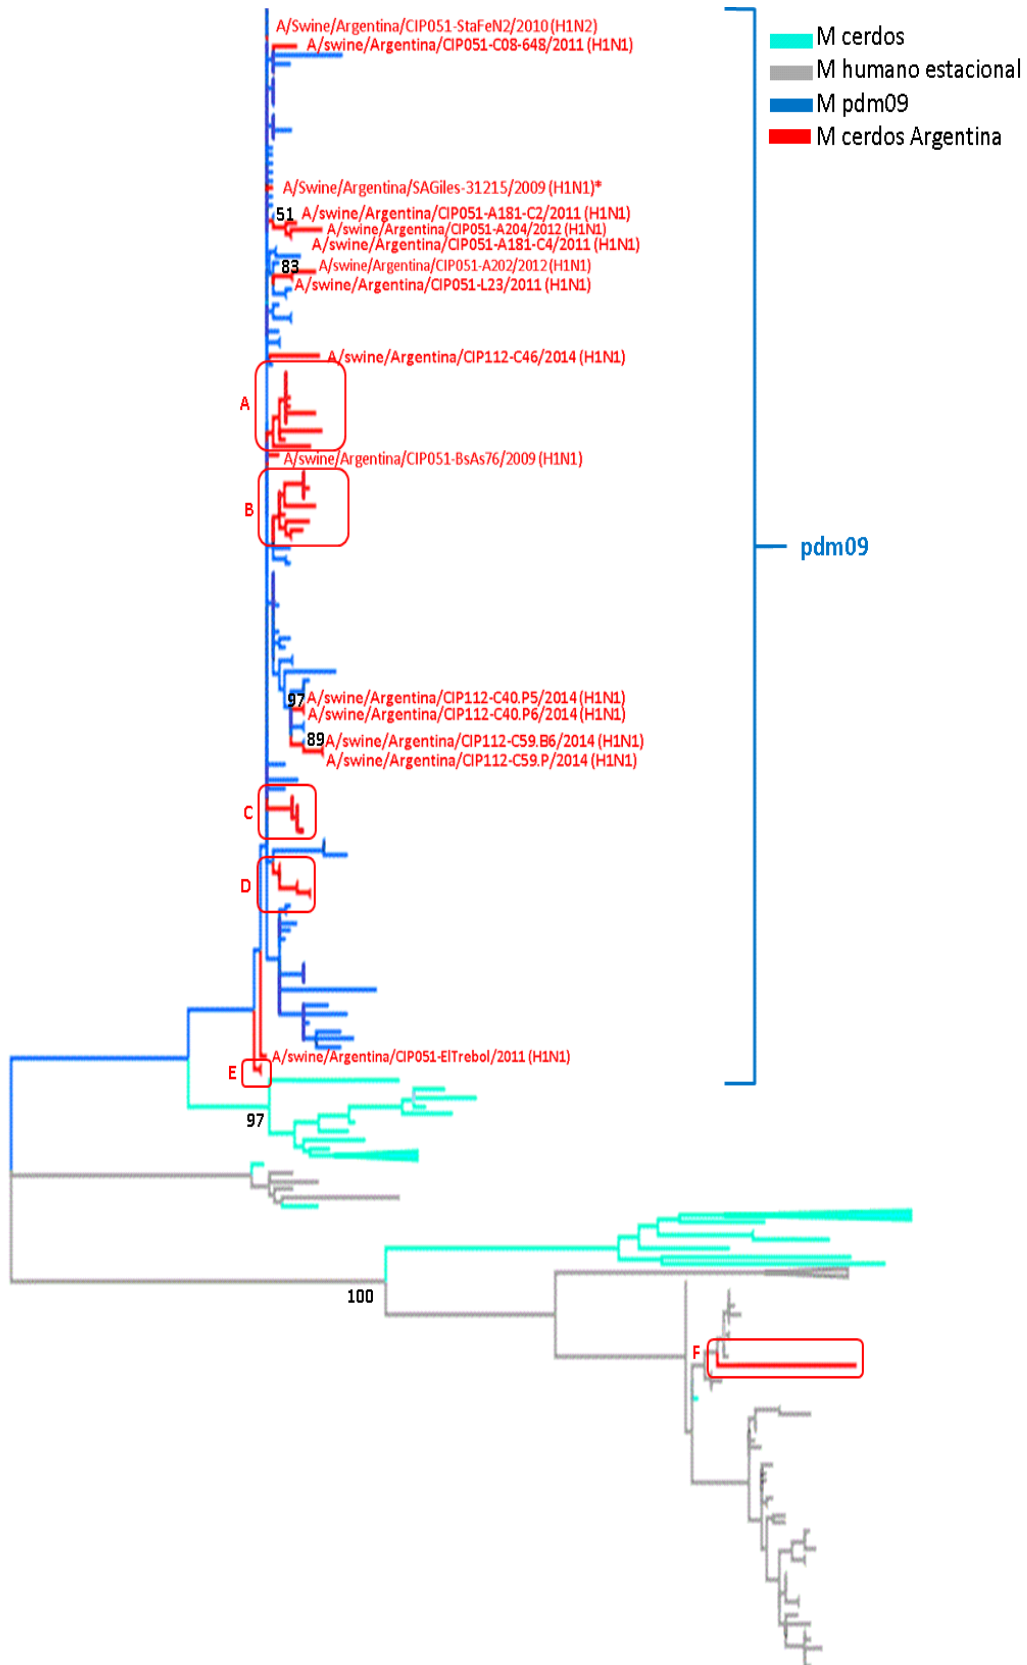 A/Swine/Argentina/CIP051-StaFeN2/2010 (H1N2)
A/swine/Argentina/CIP051-C08-648/2011 (H1N1)
M cerdos
M humano estacional
M pdm09
M cerdos Argentina
A/Swine/Argentina/SAGiles-31215/2009 (H1N1)*
51
A/swine/Argentina/CIP051-A181-C2/2011 (H1N1)
A/swine/Argentina/CIP051-A204/2012 (H1N1)
A/swine/Argentina/CIP051-A181-C4/2011 (H1N1)
83
A/swine/Argentina/CIP051-A202/2012 (H1N1)
A/swine/Argentina/CIP051-L23/2011 (H1N1)
A/swine/Argentina/CIP112-C46/2014 (H1N1)
A
A/swine/Argentina/CIP051-BsAs76/2009 (H1N1)
B
pdm09
97
A/swine/Argentina/CIP112-C40.P5/2014 (H1N1)
A/swine/Argentina/CIP112-C40.P6/2014 (H1N1)
89
A/swine/Argentina/CIP112-C59.B6/2014 (H1N1)
A/swine/Argentina/CIP112-C59.P/2014 (H1N1)
C
D
A/swine/Argentina/CIP051-ElTrebol/2011 (H1N1)
E
97
100
F